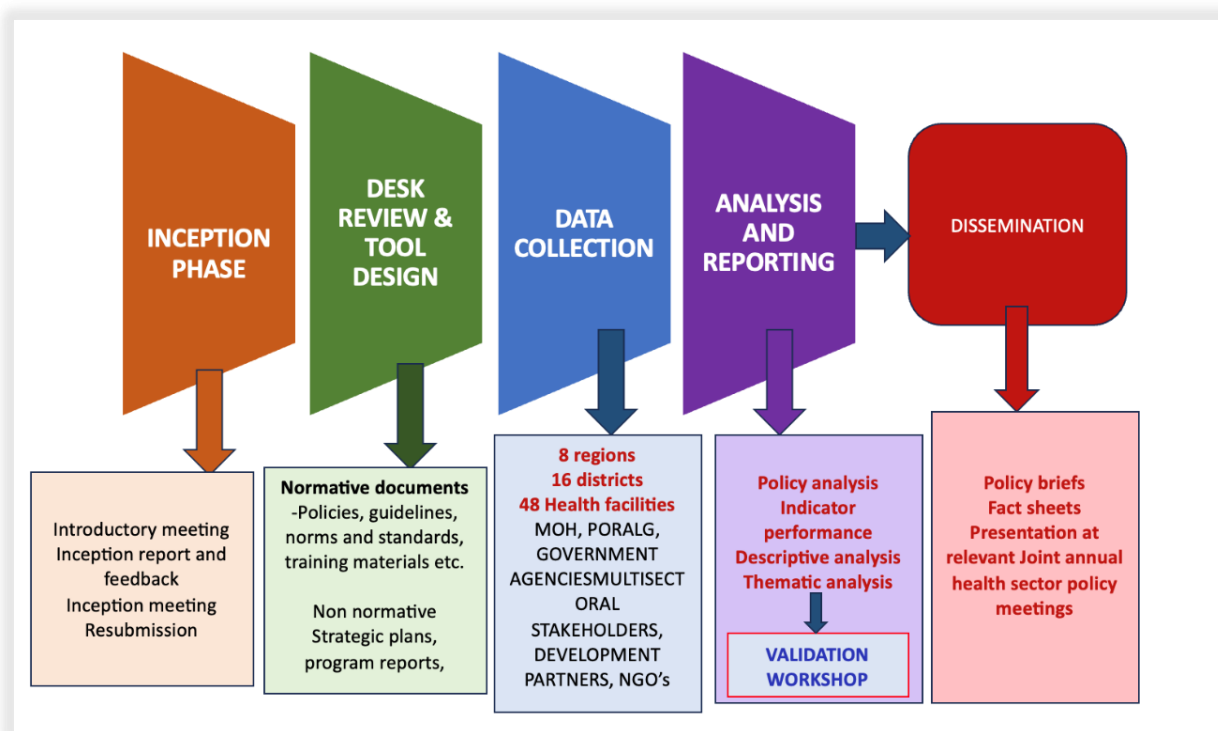 INCEPTION
PHASE
DESK
REVIEW &
TOOL
DESIGN
DATA
COLLECTION
ANALYSIS
AND
REPORTING
DISSEMINATION
Introductory meeting
Inception report and
feedback
Inception meeting
Resubmission
Normative documents
-Policies, guidelines,
norms and standards,
training materials etc.
Non normative
Strategic plans,
program reports,
8 regions
16 districts
48 Health facilities
MOH, PORALG,
GOVERNMENT
AGENCIESMULTISECT
ORAL
STAKEHOLDERS,
DEVELOPMENT
PARTNERS, NGO's
Policy analysis
Indicator
performance
Descriptive analysis
Thematic analysis
VALIDATION
WORKSHOP
Policy briefs
Fact sheets
Presentation at
relevant Joint annual
health sector policy
meetings